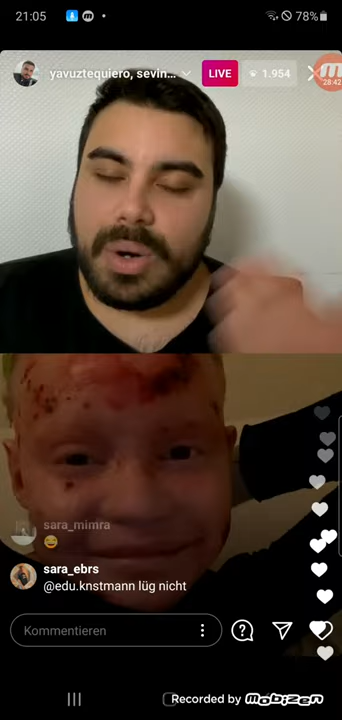 21:05
78%
yavuztequiero, sevin...
LIVE
1.954
28:42
sara_mimra
😂
sara_ebrs
@edu.knstmann lüg nicht
Kommentieren
Recorded by mobizen